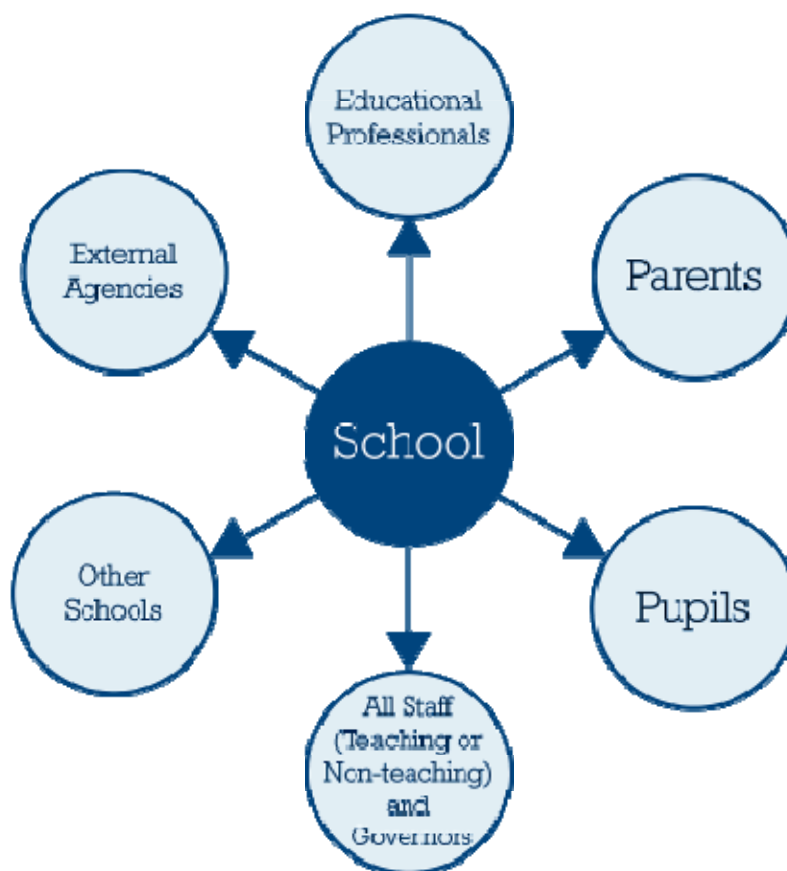 Educational
Professionals
External
Agencies
Parents
School
Other
Schools
Pupils
All Staff
(Teaching or
Non-teaching)
and
Governors